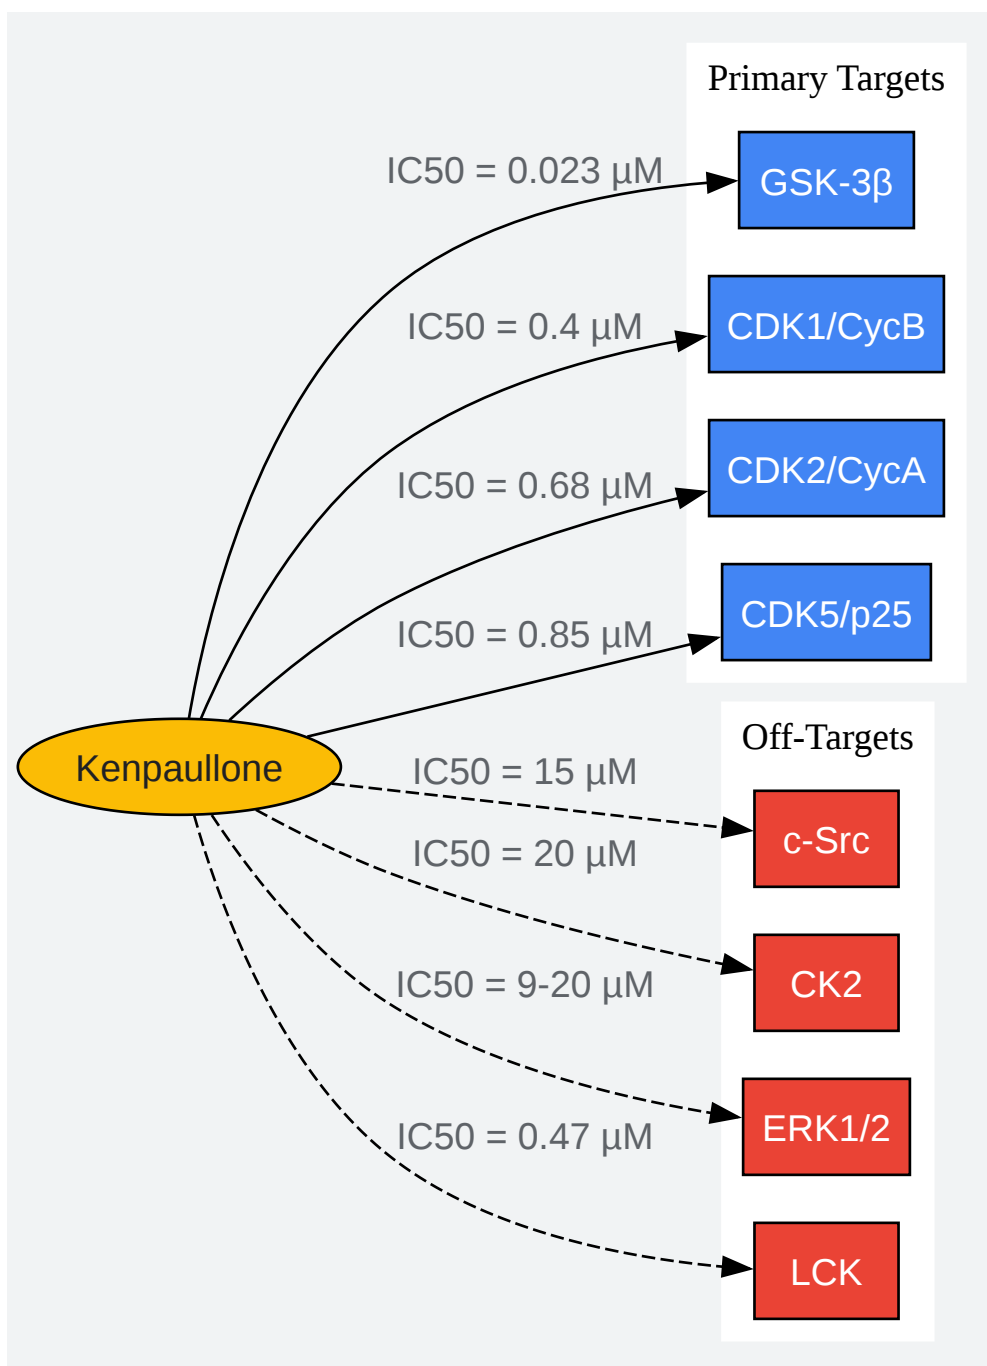 Primary Targets
IC50 = 0.023 µM
GSK-3β
IC50 = 0.4 µM
CDK1/CycB
IC50 = 0.68 µM
CDK2/CycA
IC50 = 0.85 µM
CDK5/p25
Kenpaullone
Off-Targets
IC50 = 15 µM
c-Src
IC50 = 20 µM
CK2
IC50 = 9-20 µM
ERK1/2
IC50 = 0.47 µM
LCK